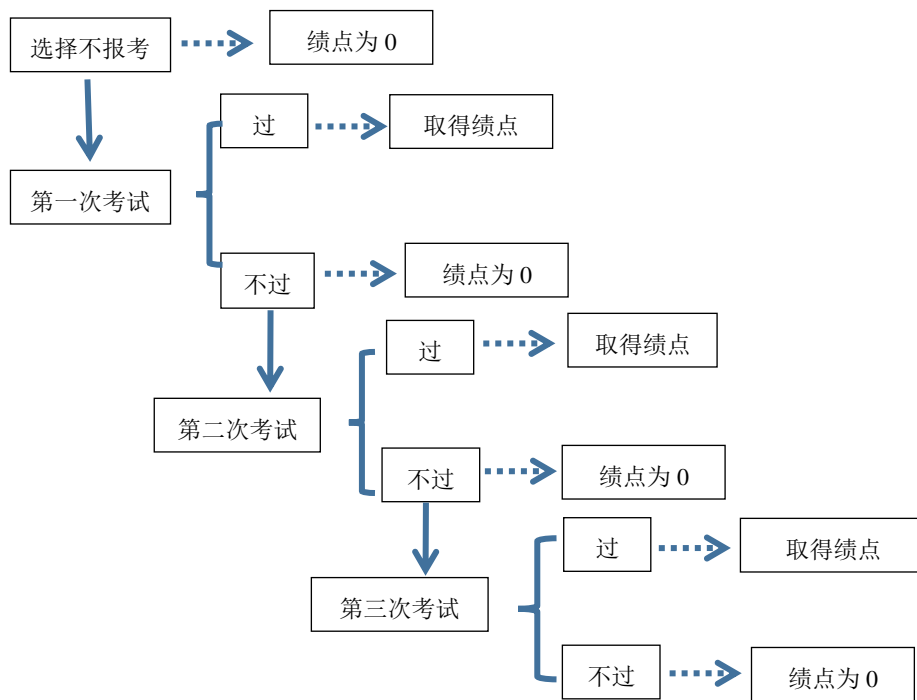 选择不报考
绩点为 0
过
取得绩点
第一次考试
不过
绩点为 0
过
取得绩点
第二次考试
不过
绩点为 0
过
取得绩点
第三次考试
不过
绩点为 0